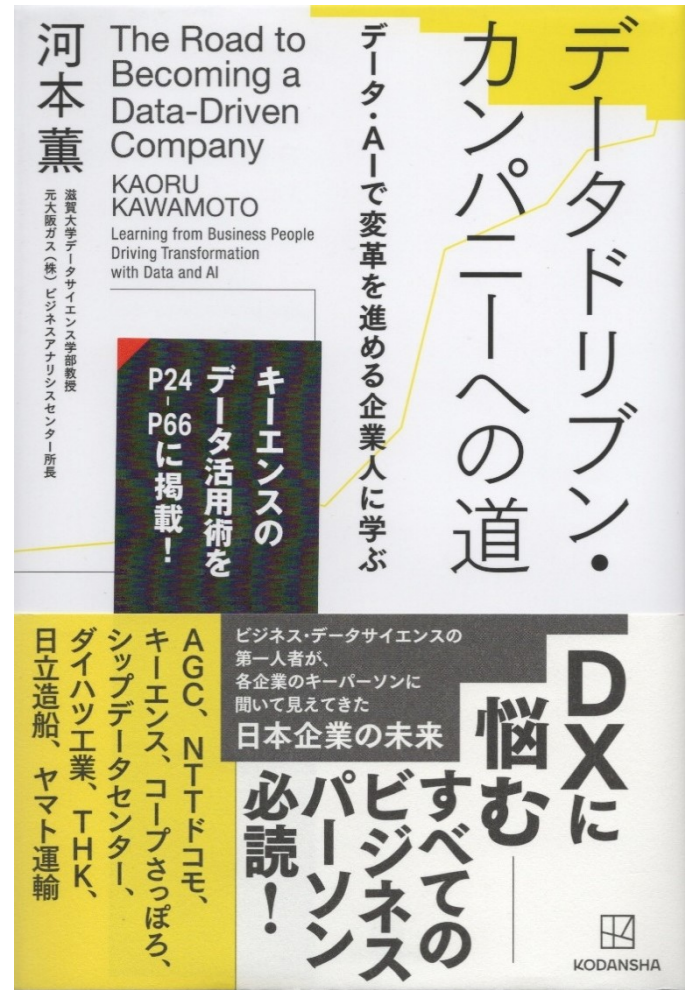 データドリブン・
カンパニーへの道
データ・AIで変革を進める企業人に学ぶ
The Road to
Becoming a
Data-Driven
Company
KAORU
KAWAMOTO
Learning from Business People
Driving Transformation
with Data and AI
河本 薫
滋賀大学データサイエンス学部教授
元大阪ガス（株）ビジネスアナリシスセンター所長
キーエンスの
データ活用術を
P24-P66に掲載！
DXに
悩む
すべての
ビジネス
パーソン
必読！
ビジネス・データサイエンスの
第一人者が、
各企業のキーパーソンに
聞いて見えてきた
日本企業の未来
AGC、NTTドコモ、
キーエンス、コープさっぽろ、
シップデータセンター、
ダイハツ工業、THK、
日立造船、ヤマト運輸
KODANSHA